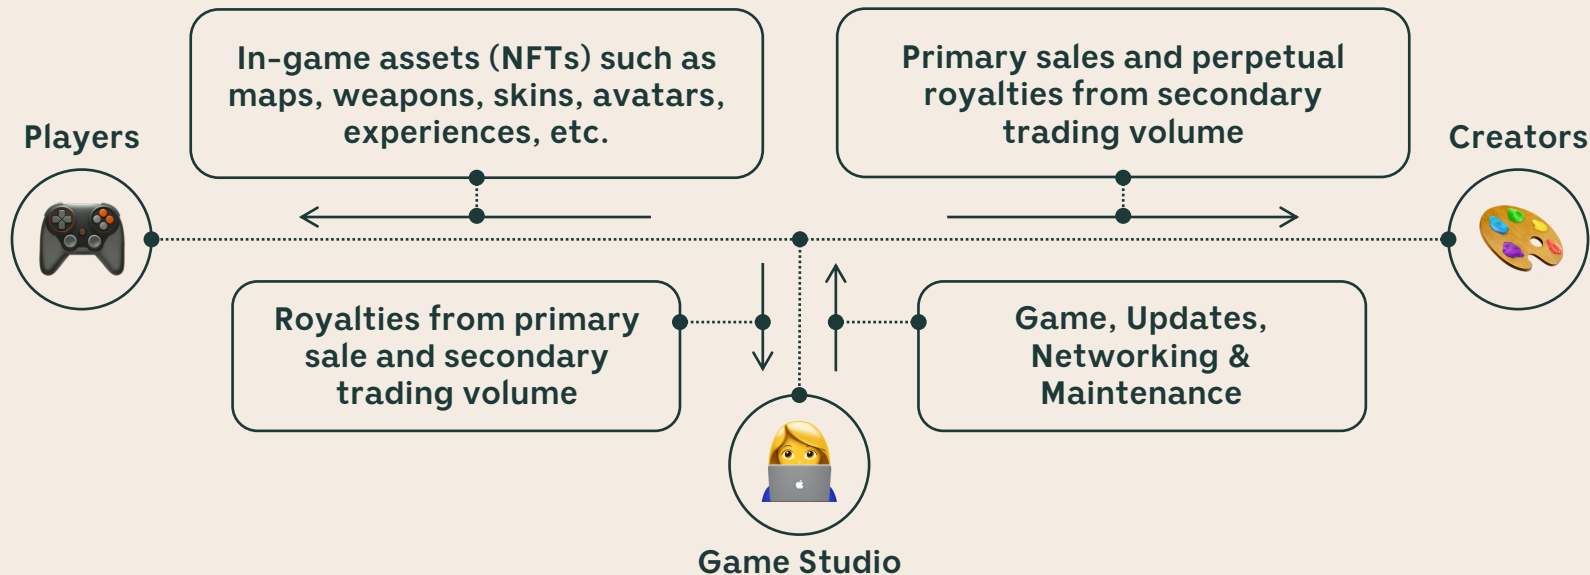 In-game assets (NFTs) such as
maps, weapons, skins, avatars,
experiences, etc.
Primary sales and perpetual
royalties from secondary
trading volume
Players
Creators
Royalties from primary
sale and secondary
trading volume
Game, Updates,
Networking &
Maintenance
Game Studio